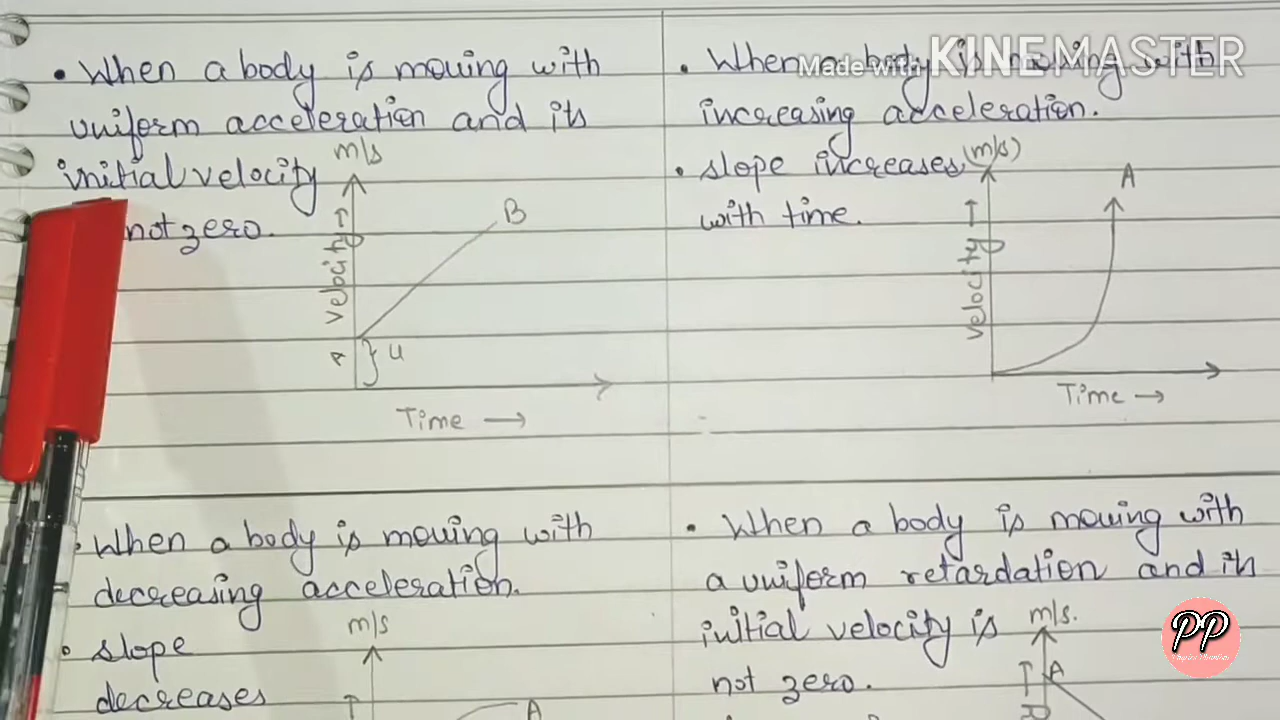 • When a body is moving with
uniform acceleration and its
initial velocity
not zero.
m/s
Velocity →
B
A
u
Time →
Made with KINEMASTER
• When a body is moving with
increasing acceleration.
• slope increases
with time.
(m/s)
Velocity →
A
Time →
• When a body is moving with
decreasing acceleration.
• slope
decreases
m/s
A
• When a body is moving with
a uniform retardation and its
initial velocity is
not zero.
m/s.
A
PP